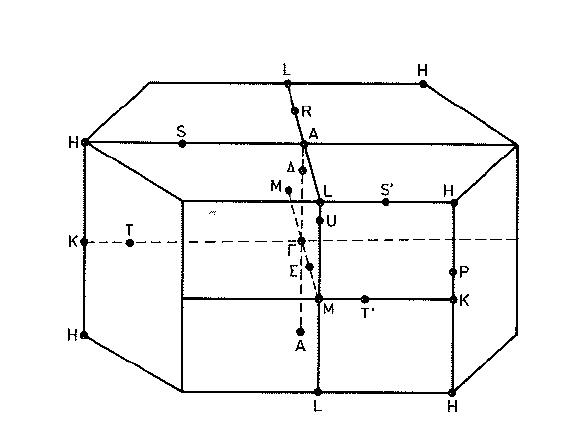 L H
R
H S A
Δ
M L S' H
U
K T Γ
Σ P
M T' K
H A
L H